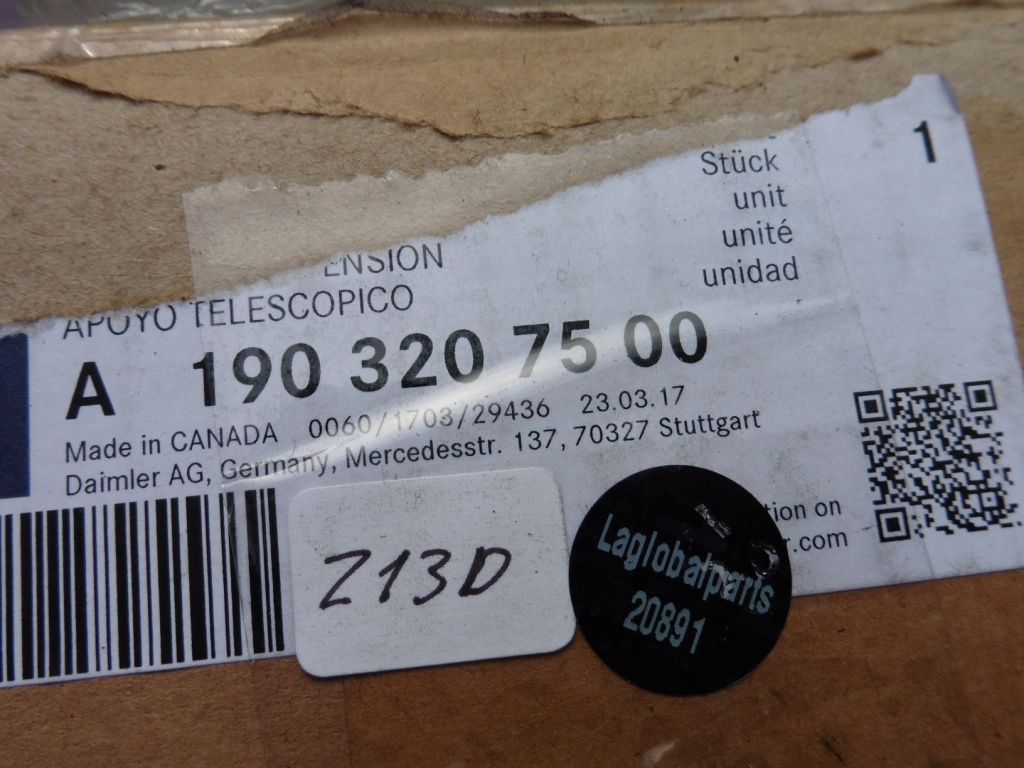 Stück
1
unit
unité
unidad
ENSION
APOYO TELESCOPICO
A 190 320 75 00
Made in CANADA 0060/1703/29436 23.03.17
Daimler AG, Germany, Mercedesstr. 137, 70327 Stuttgart
tion on
r.com
Z13D
Laglobalparts
20891